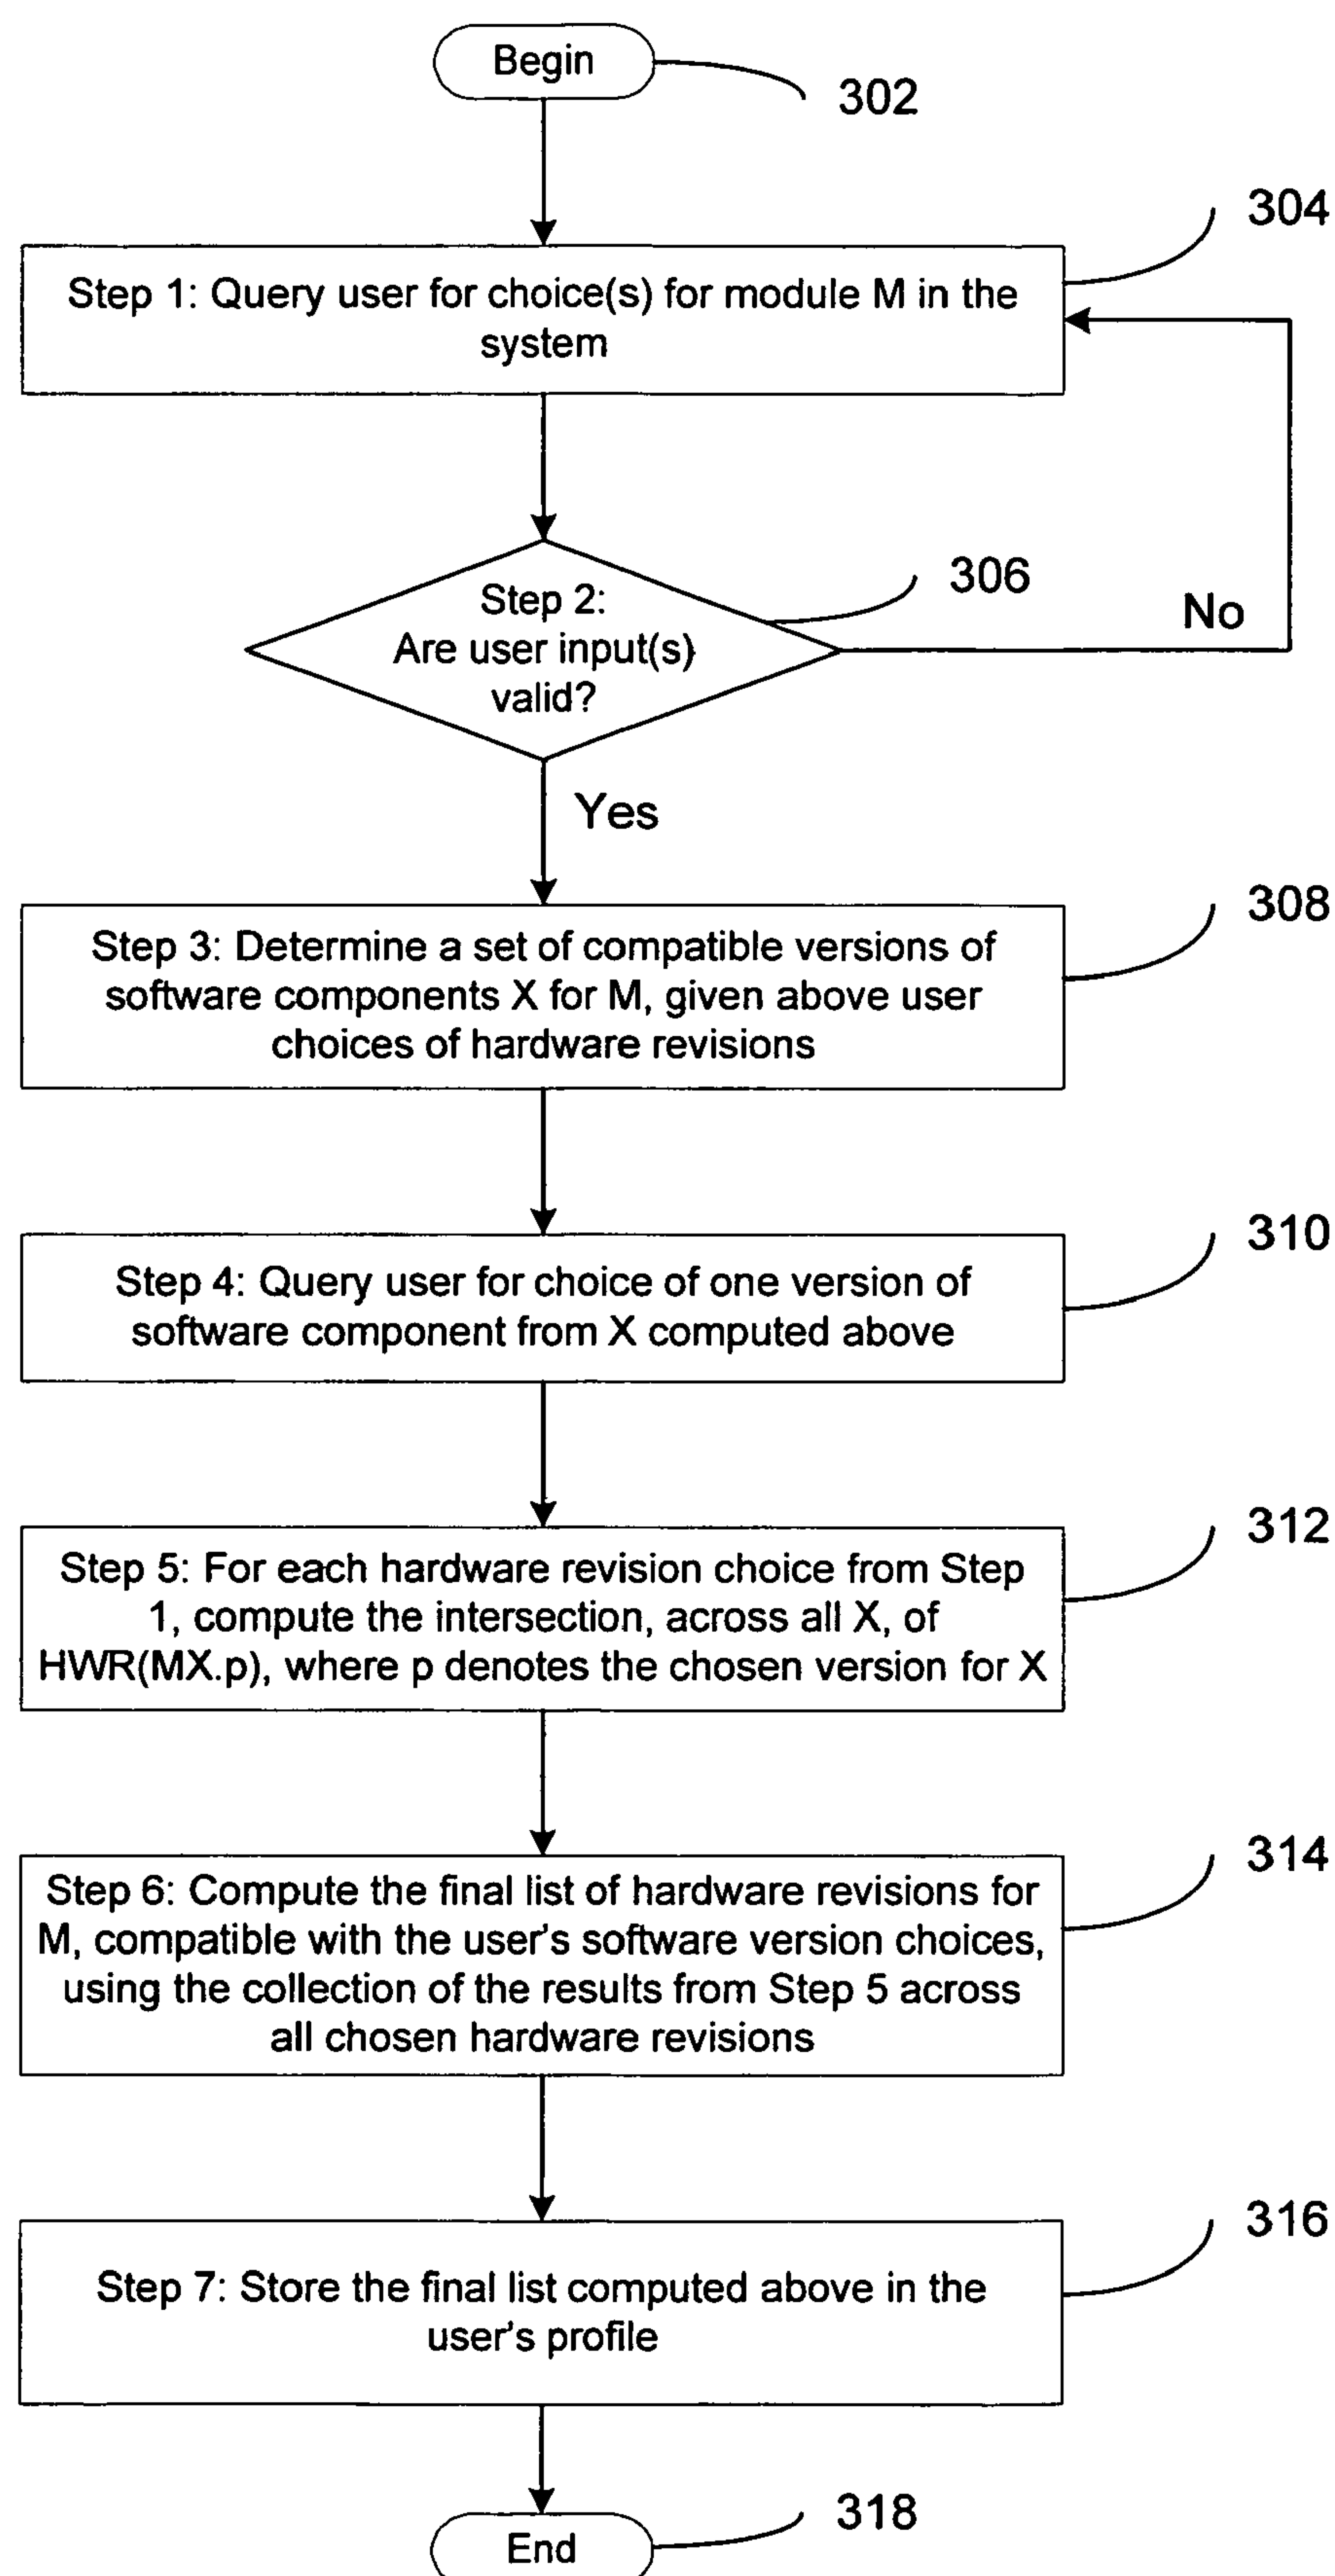 Begin
302
304
Step 1: Query user for choice(s) for module M in the
system
306
Step 2:
Are user input(s)
valid?
No
Yes
308
Step 3: Determine a set of compatible versions of
software components X for M, given above user
choices of hardware revisions
310
Step 4: Query user for choice of one version of
software component from X computed above
312
Step 5: For each hardware revision choice from Step
1, compute the intersection, across all X, of
HWR(MX.p), where p denotes the chosen version for X
314
Step 6: Compute the final list of hardware revisions for
M, compatible with the user's software version choices,
using the collection of the results from Step 5 across
all chosen hardware revisions
316
Step 7: Store the final list computed above in the
user's profile
318
End